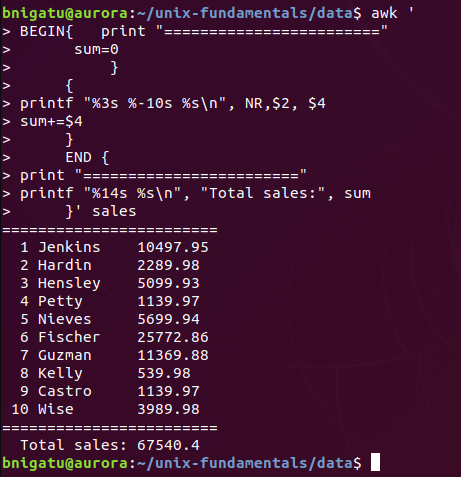 bnigatu@aurora:~/unix-fundamentals/data$ awk '
> BEGIN{   print "========================"
>       sum=0
>           }
>      {
> printf "%3s %-10s %s\n", NR,$2, $4
> sum+=$4
>      }
>      END {
> print "========================"
> printf "%14s %s\n", "Total sales:", sum
>      }' sales
========================
  1 Jenkins    10497.95
  2 Hardin     2289.98
  3 Hensley    5099.93
  4 Petty      1139.97
  5 Nieves     5699.94
  6 Fischer    25772.86
  7 Guzman     11369.88
  8 Kelly      539.98
  9 Castro     1139.97
 10 Wise       3989.98
========================
  Total sales: 67540.4
bnigatu@aurora:~/unix-fundamentals/data$